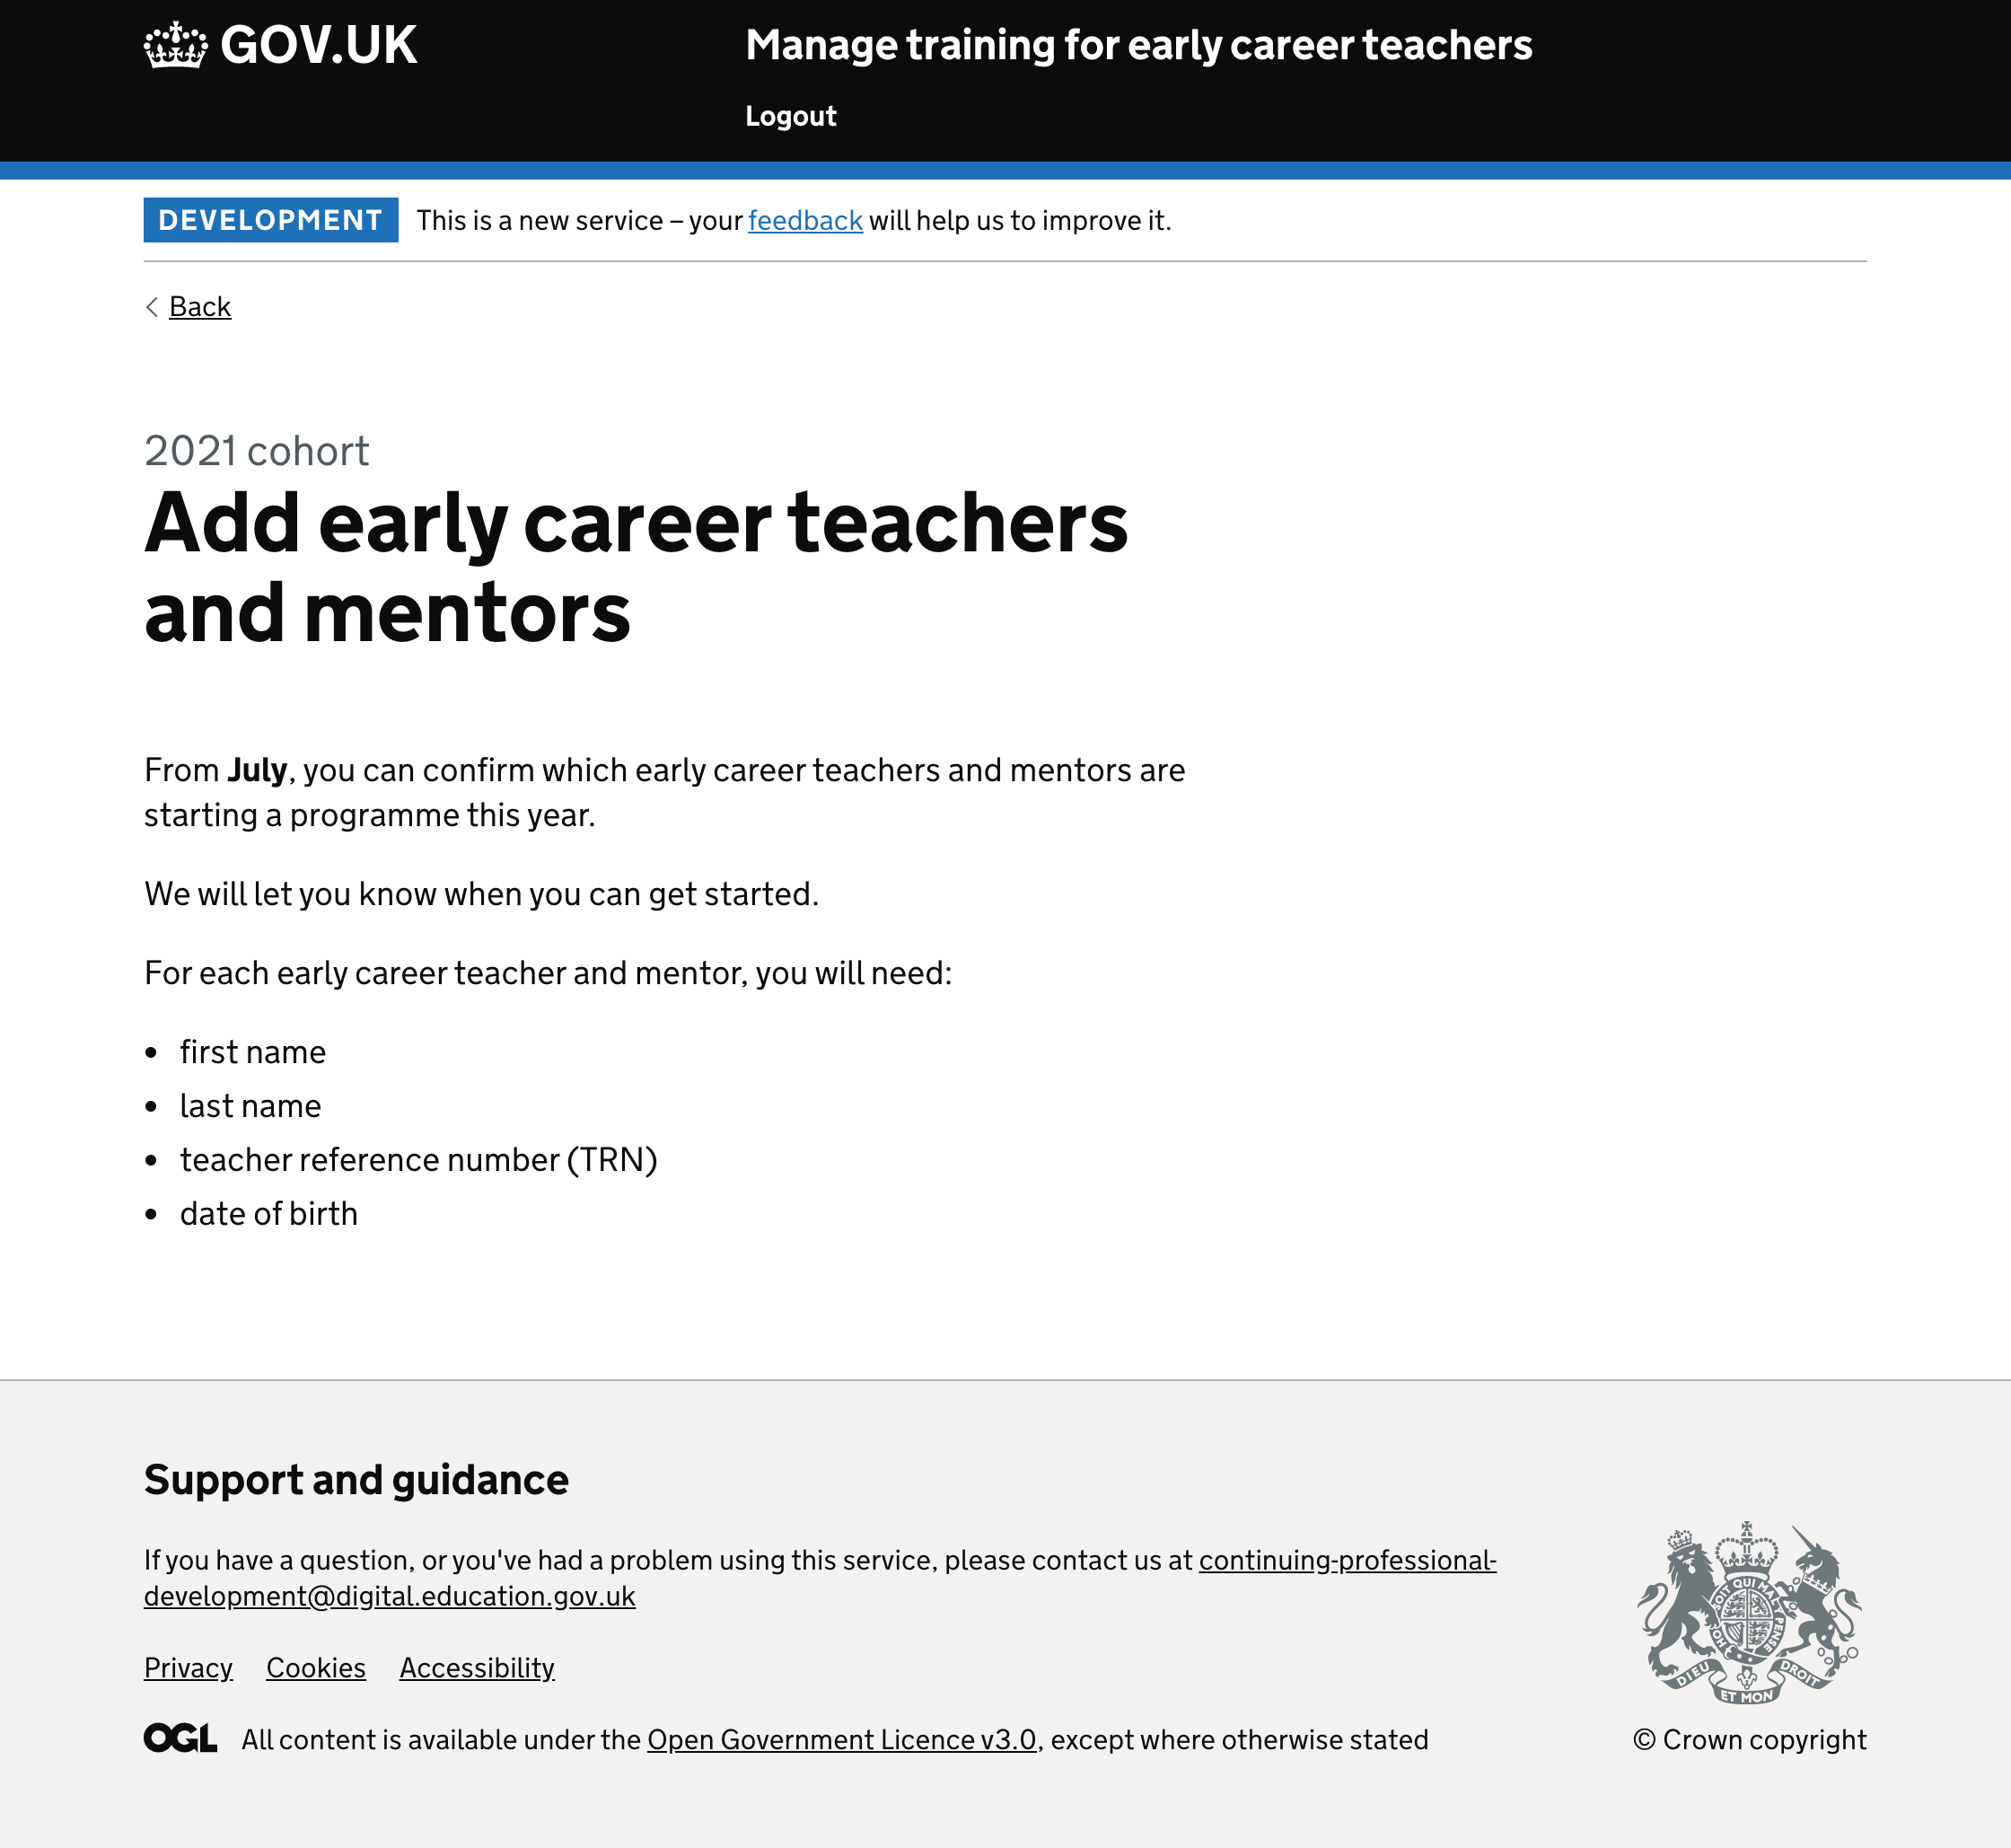 GOV.UK
Manage training for early career teachers
Logout
DEVELOPMENT This is a new service – your feedback will help us to improve it.
Back
2021 cohort
Add early career teachers
and mentors
From July, you can confirm which early career teachers and mentors are
starting a programme this year.
We will let you know when you can get started.
For each early career teacher and mentor, you will need:
• first name
• last name
• teacher reference number (TRN)
• date of birth
Support and guidance
If you have a question, or you've had a problem using this service, please contact us at continuing-professional-
development@digital.education.gov.uk
Privacy Cookies Accessibility
OGL All content is available under the Open Government Licence v3.0, except where otherwise stated
SOIT QUI MAL Y PENSE
DIEU ET MON DROIT
© Crown copyright